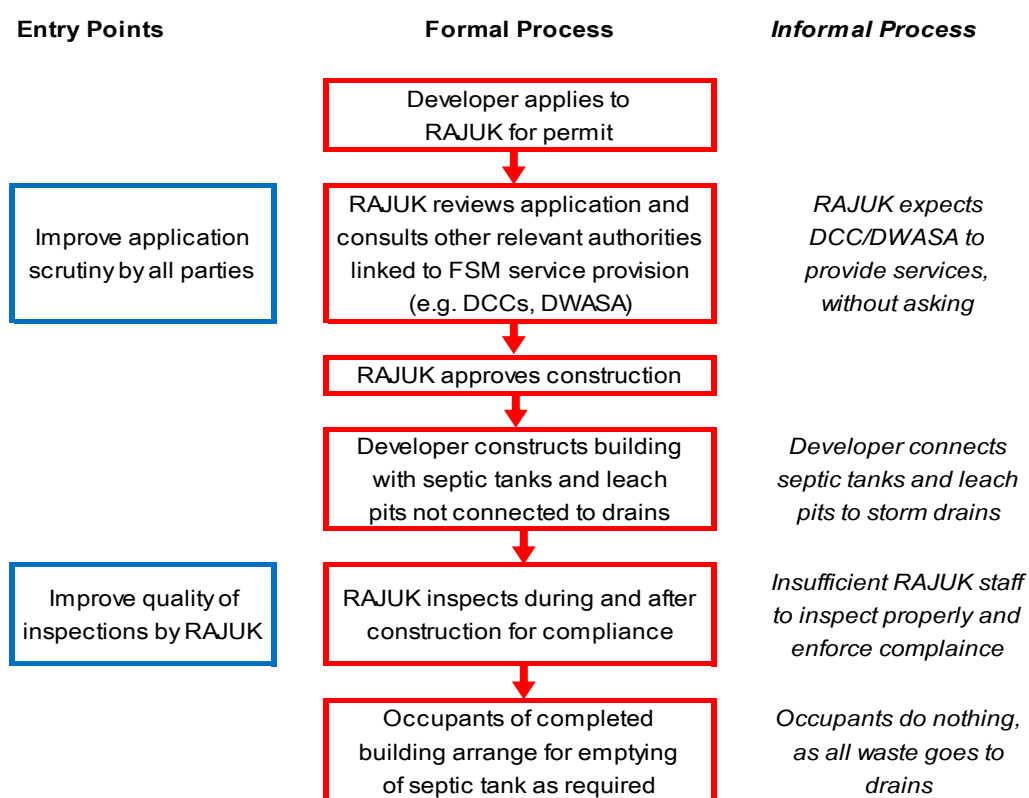 Entry Points
Formal Process
Informal Process
Developer applies to
RAJUK for permit
Improve application
scrutiny by all parties
RAJUK reviews application and
consults other relevant authorities
linked to FSM service provision
(e.g. DCCs, DWASA)
RAJUK expects
DCC/DWASA to
provide services,
without asking
RAJUK approves construction
Developer constructs building
with septic tanks and leach
pits not connected to drains
Developer connects
septic tanks and leach
pits to storm drains
Improve quality of
inspections by RAJUK
RAJUK inspects during and after
construction for compliance
Insufficient RAJUK staff
to inspect properly and
enforce complaince
Occupants of completed
building arrange for emptying
of septic tank as required
Occupants do nothing,
as all waste goes to
drains